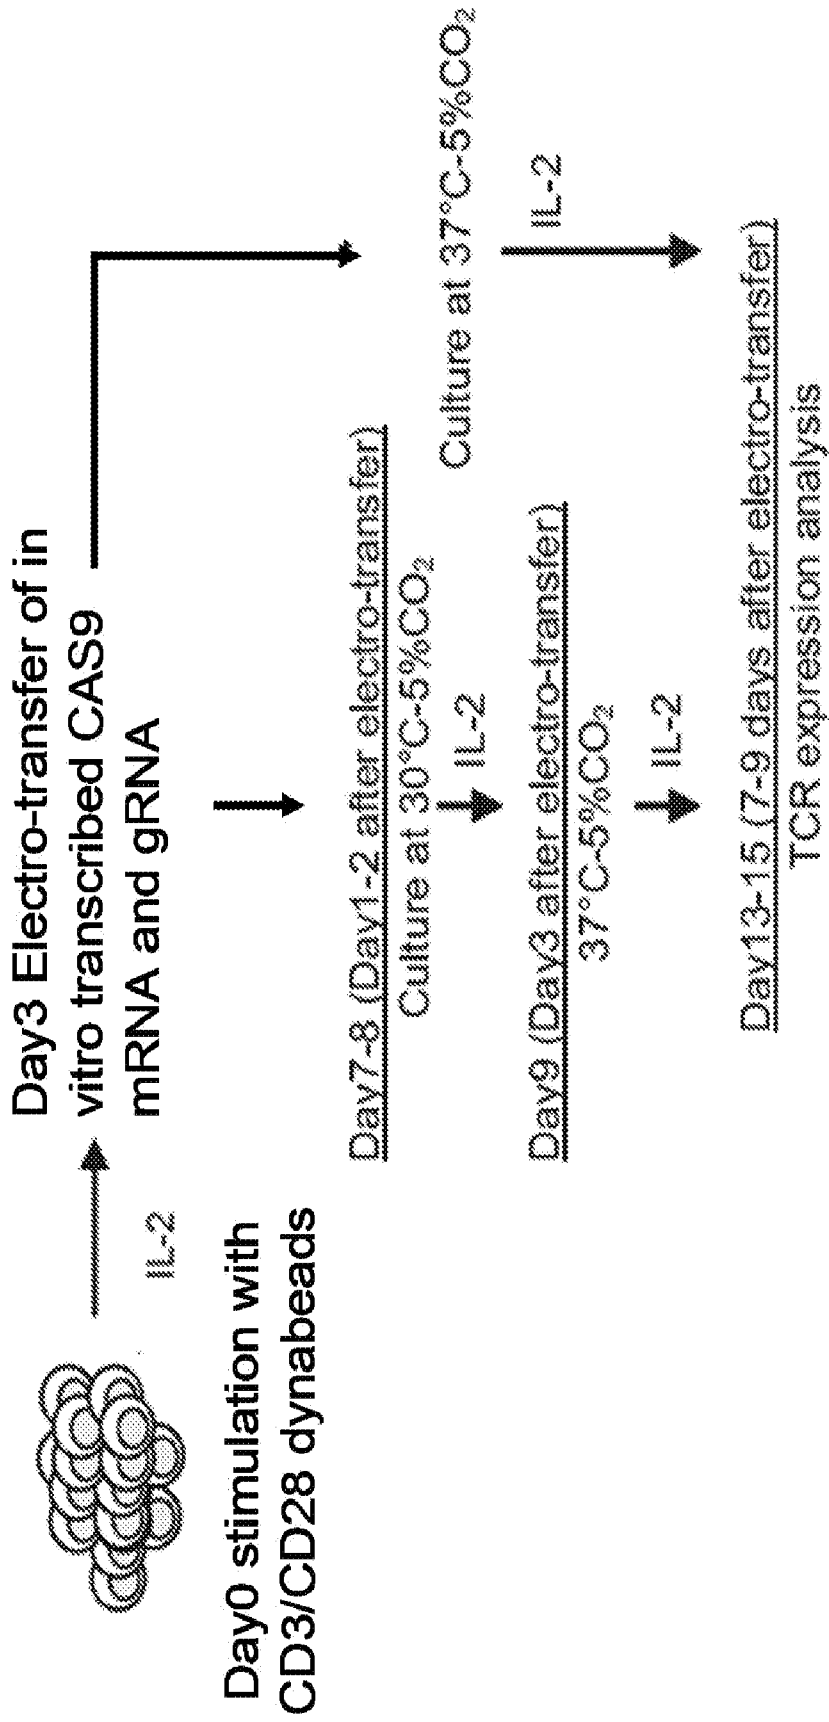 Day0 stimulation with
CD3/CD28 dynabeads
IL-2
Day3 Electro-transfer of in
vitro transcribed CAS9
mRNA and gRNA
Day7-8 (Day1-2 after electro-transfer)
Culture at 30°C-5%CO₂
IL-2
Day9 (Day3 after electro-transfer)
37°C-5%CO₂
IL-2
Culture at 37°C-5%CO₂
IL-2
Day13-15 (7-9 days after electro-transfer)
TCR expression analysis